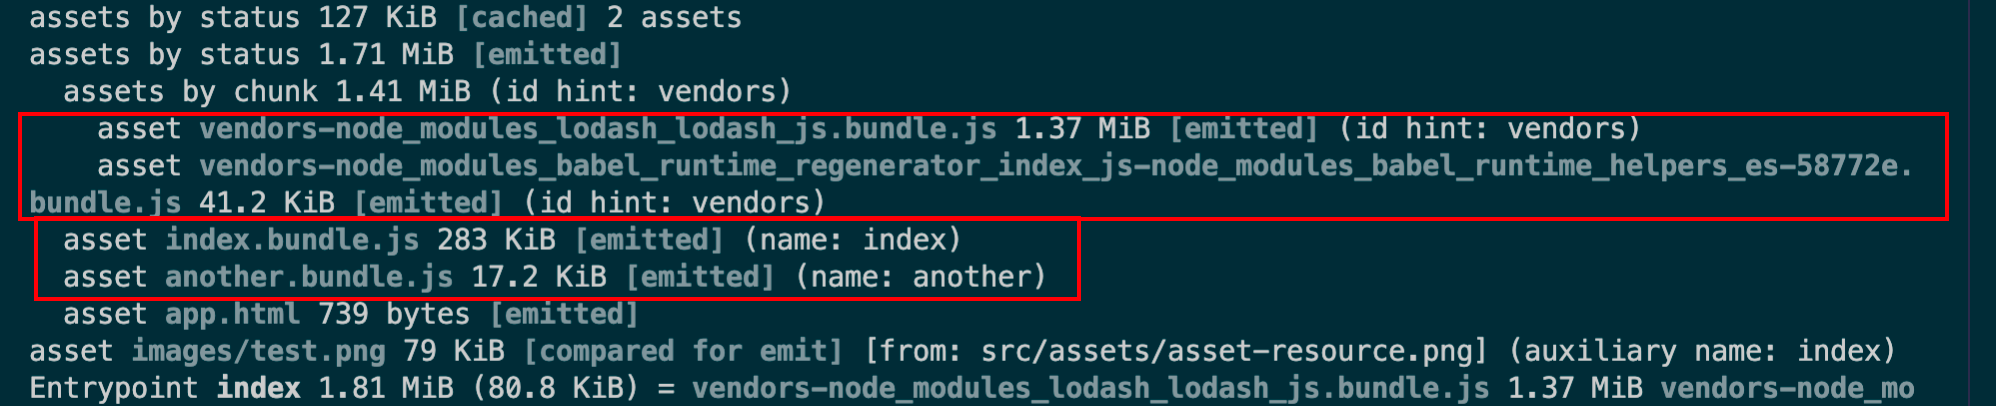 assets by status 127 KiB [cached] 2 assets
assets by status 1.71 MiB [emitted]
assets by chunk 1.41 MiB (id hint: vendors)
asset vendors-node_modules_lodash_lodash_js.bundle.js 1.37 MiB [emitted] (id hint: vendors)
asset vendors-node_modules_babel_runtime_regenerator_index_js-node_modules_babel_runtime_helpers_es-58772e.
bundle.js 41.2 KiB [emitted] (id hint: vendors)
asset index.bundle.js 283 KiB [emitted] (name: index)
asset another.bundle.js 17.2 KiB [emitted] (name: another)
asset app.html 739 bytes [emitted]
asset images/test.png 79 KiB [compared for emit] [from: src/assets/asset-resource.png] (auxiliary name: index)
Entrypoint index 1.81 MiB (80.8 KiB) = vendors-node_modules_lodash_lodash_js.bundle.js 1.37 MiB vendors-node_mo